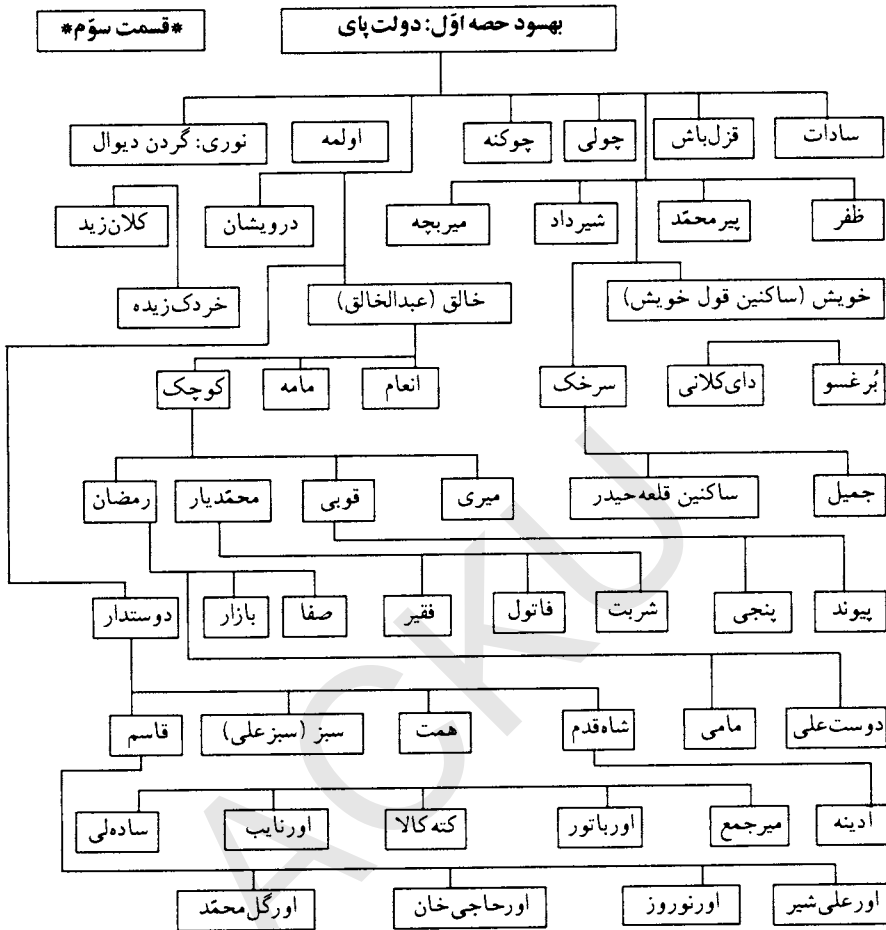 بهسود حصه اوّل: دولت‌پای
*قسمت سوّم*
سادات
قزل‌باش
چولی
چوکنه
اولمه
نوری: گردن دیوال
ظفر
پیرمحمّد
شیرداد
میربچه
درویشان
کلان‌زید
خویش (ساکنین قول خویش)
خالق (عبدالخالق)
خردک‌زیده
بُرغسو
دای‌کلانی
سرخک
انعام
مامه
کوچک
جمیل
ساکنین قلعه‌حیدر
میری
قوبی
محمّدیار
رمضان
پیوند
پنجی
شربت
فاتول
فقیر
صفا
بازار
دوستدار
دوست‌علی
مامی
شاه‌قدم
همت
سبز (سبزعلی)
قاسم
ادینه
میرجمع
اورباتور
کته‌کالا
اورنایب
ساده‌لی
اورعلی‌شیر
اورنوروز
اورحاجی‌خان
اورگل‌محمّد
ACKU